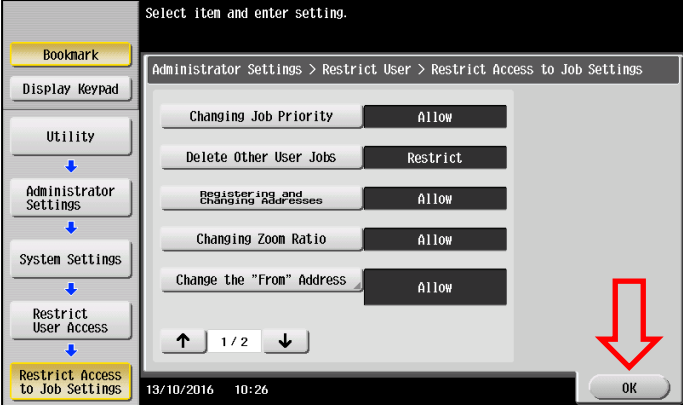 Select item and enter setting.
Bookmark
Display Keypad
Utility
Administrator
Settings
System Settings
Restrict
User Access
Restrict Access
to Job Settings
Administrator Settings > Restrict User > Restrict Access to Job Settings
Changing Job Priority Allow
Delete Other User Jobs Restrict
Registering and
Changing Addresses
Allow
Changing Zoom Ratio Allow
Change the "From" Address Allow
1/2
13/10/2016 10:26
OK